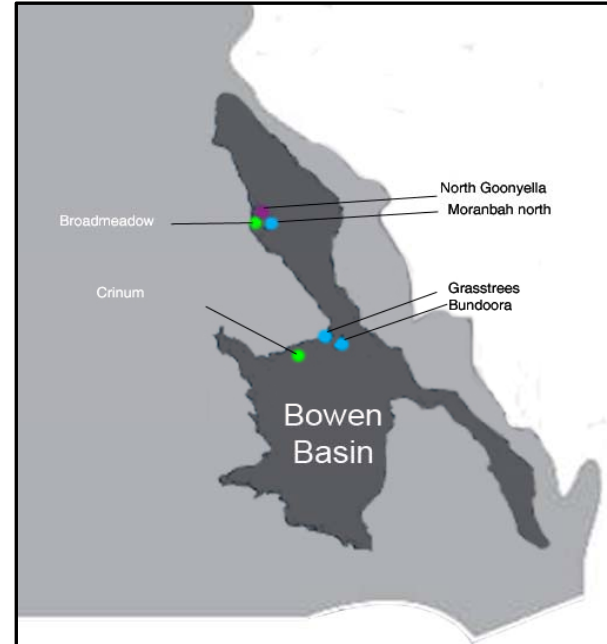 North Goonyella
Moranbah north
Broadmeadow
Crinum
Grasstrees
Bundoora
Bowen
Basin